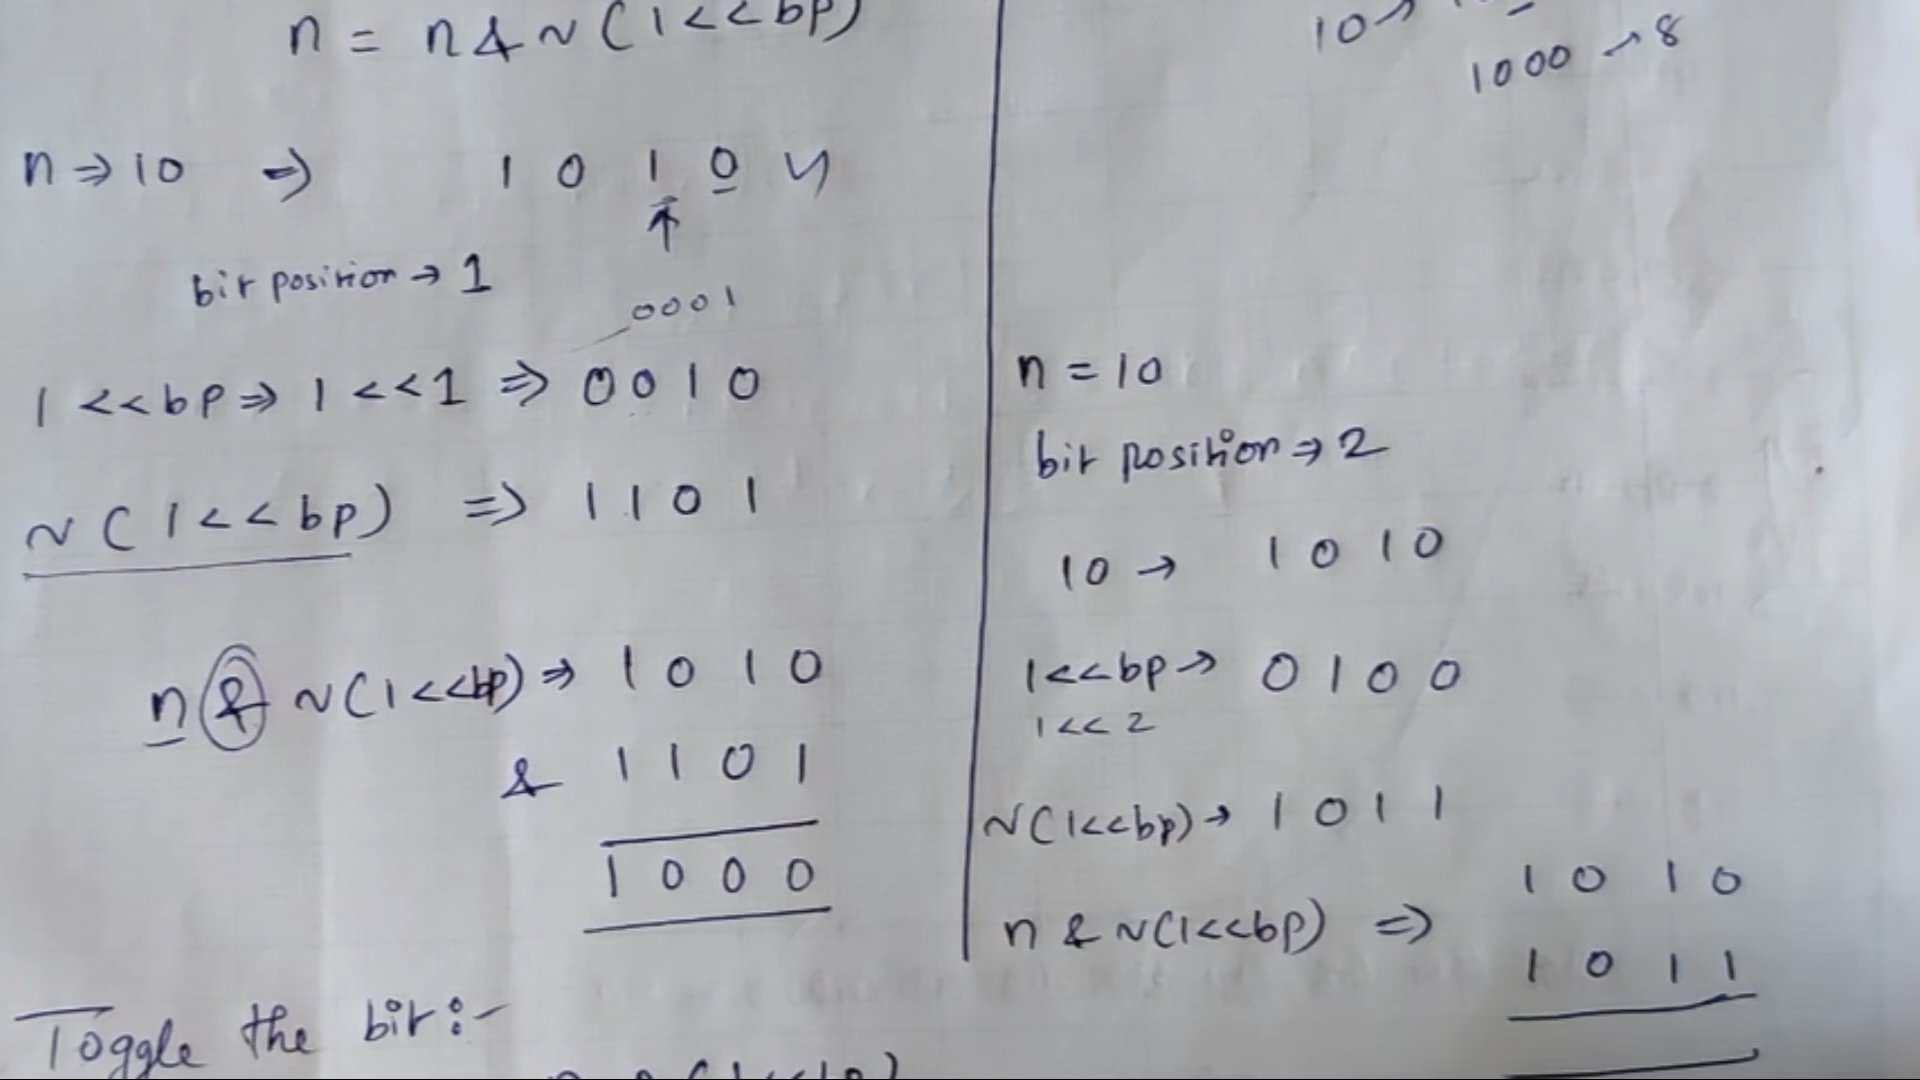 n = n & ~ (1<<bp)
n ⇒ 10 ⇒ 1 0 1 0
↑
bit position → 1
0001
1 <<bp ⇒ 1 <<1 ⇒ 0 0 1 0
~ (1<<bp) ⇒ 1 1 0 1
n & ~(1<<bp) ⇒ 1 0 1 0
& 1 1 0 1
1 0 0 0
Toggle the bit :-
10 →
1000 → 8
n = 10
bit position ⇒ 2
10 → 1 0 1 0
1<<bp → 0 1 0 0
1<< 2
~(1<<bp) → 1 0 1 1
n & ~(1<<bp) ⇒ 1 0 1 0
1 0 1 1